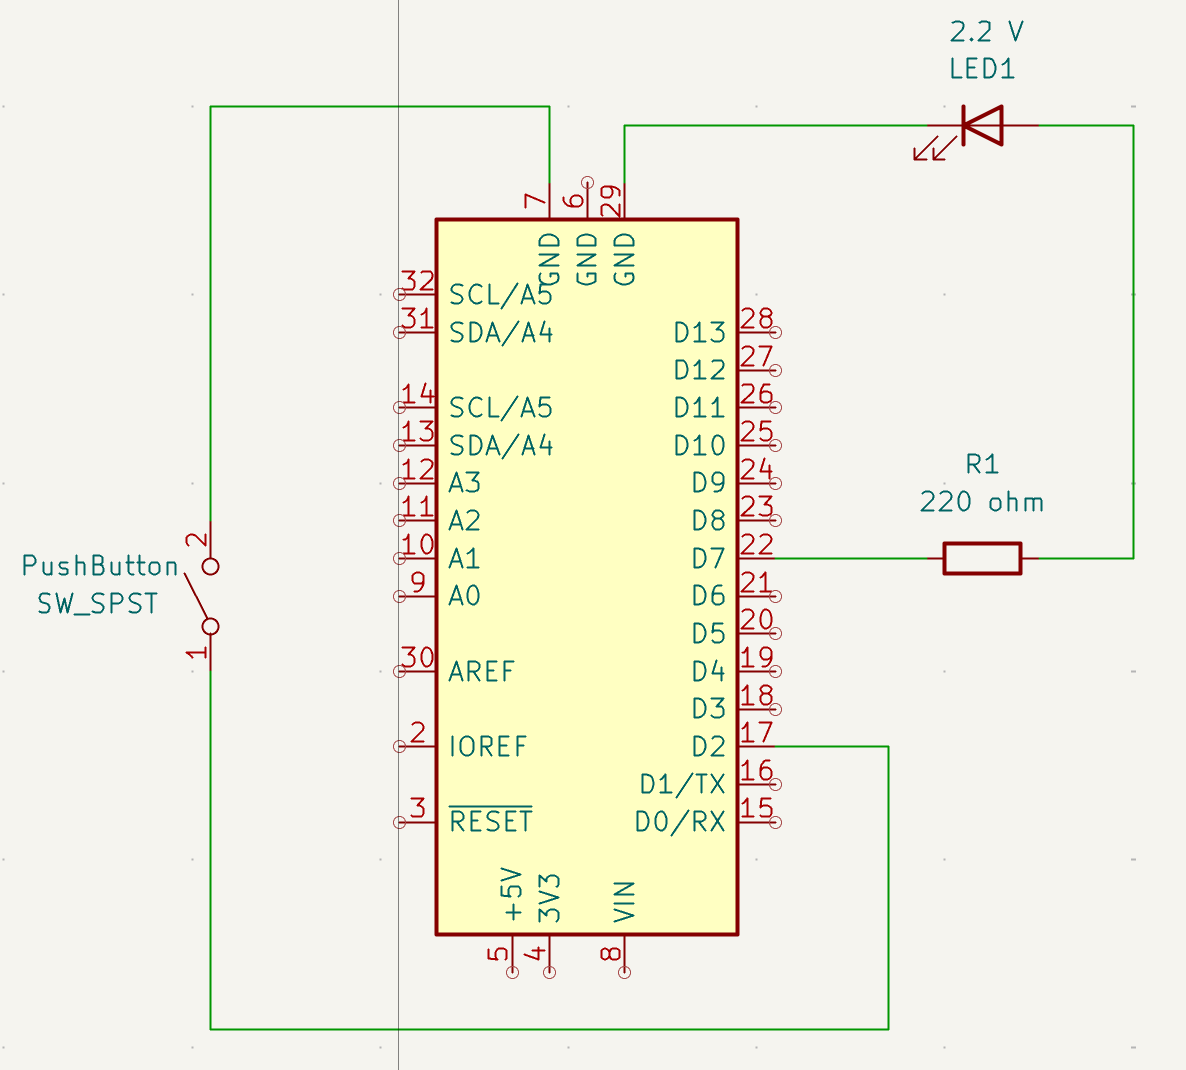 2.2 V
LED1
7
6
29
GND
GND
GND
32
SCL/A5
31
SDA/A4
D13
28
D12
27
14
SCL/A5
D11
26
13
SDA/A4
D10
25
R1
12
A3
D9
24
220 ohm
11
A2
D8
23
2
10
A1
D7
22
PushButton
SW_SPST
9
A0
D6
21
D5
20
1
30
AREF
D4
19
D3
18
2
IOREF
D2
17
D1/TX
16
3
RESET
D0/RX
15
+5V
3V3
VIN
5
4
8